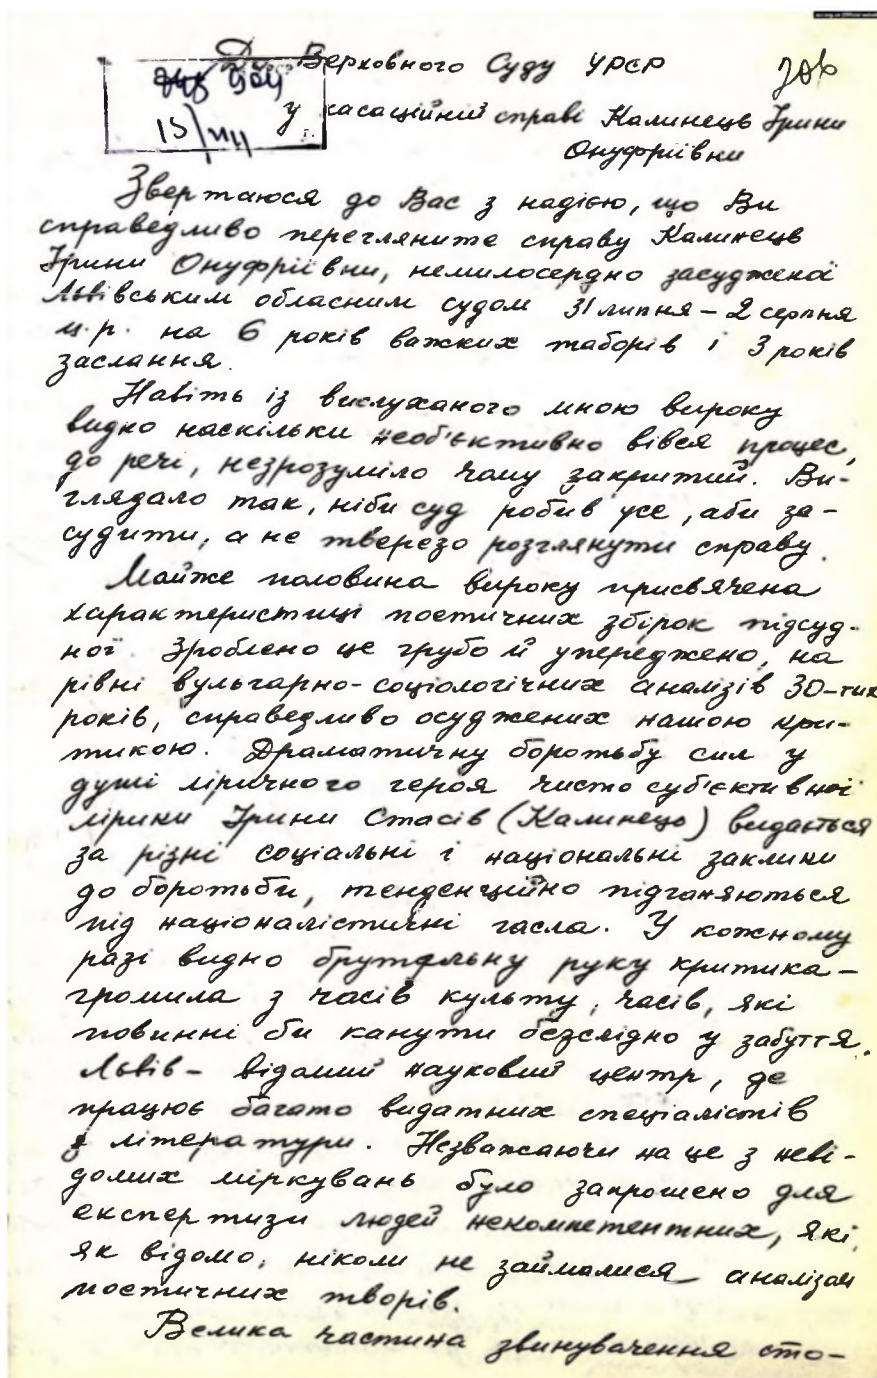 До Верховного Суду УРСР
у касаційній справі Калинець Ірини
Онуфріївни
Звертаюся до Вас з надією, що Ви
справедливо переглянете справу Калинець
Ірини Онуфріївни, немилосердно засудженої
Львівським обласним судом 31 липня – 2 серпня
ц.р. на 6 років важких таборів і 3 років
заслання.
Навіть із вислуханого мною вироку
видно наскільки необ'єктивно вівся процес,
до речі, незрозуміло чому закритий. Ви-
глядало так, ніби суд робив усе, аби за-
судити, а не тверезо розглянути справу.
Майже половина вироку присвячена
характеристиці поетичних збірок підсуд-
ної. Зроблено це грубо й упереджено, на
рівні вульгарно-соціологічних аналізів 30-тих
років, справедливо осуджених нашою кри-
тикою. Драматичну боротьбу сил у
душі ліричного героя чисто суб'єктивної
лірики Ірини Стасів (Калинець) видається
за різні соціальні і національні заклики
до боротьби, тенденційно підганяються
під націоналістичні гасла. У кожному
разі видно брутальну руку критика-
громила з часів культу, часів, які
повинні би канути безслідно у забуття.
Львів – відомий науковий центр, де
працює багато видатних спеціалістів
літератури. Незважаючи на це з неві-
домих міркувань було запрошено для
експертизи людей некомпетентних, які,
як відомо, ніколи не займалися аналізом
поетичних творів.
Велика частина звинувачення сто-